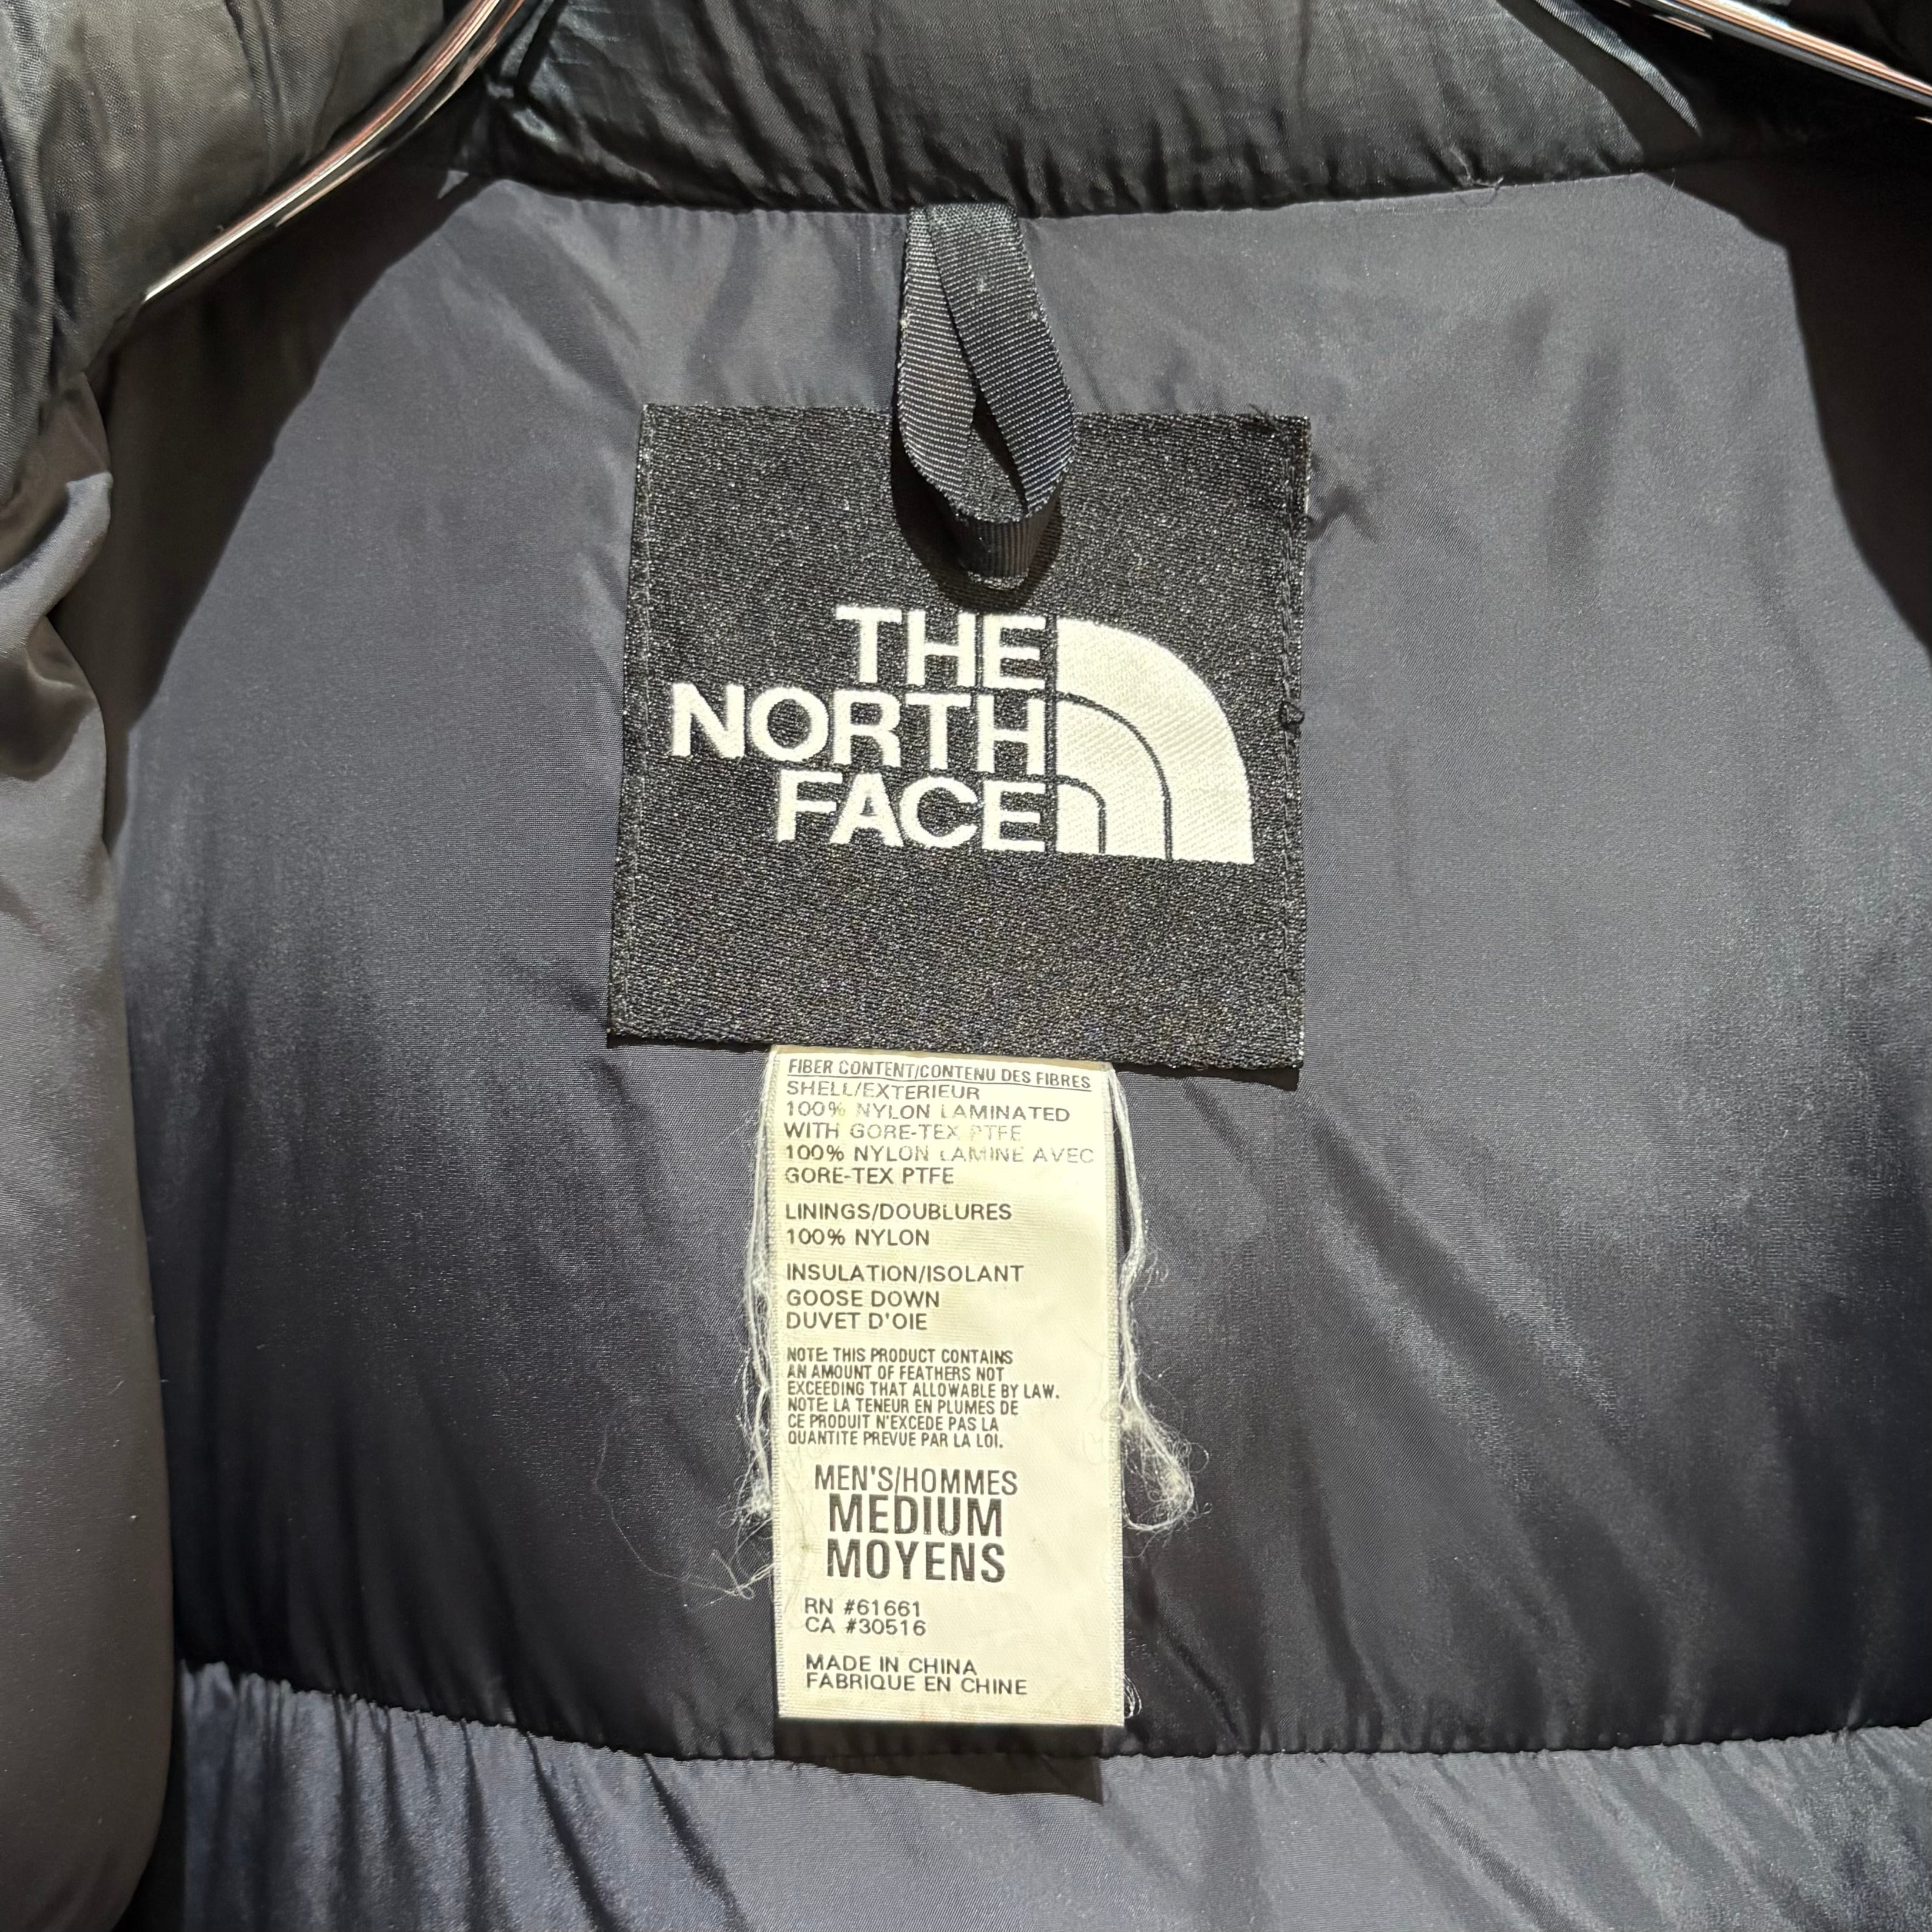 THE
NORTH
FACE
FIBER CONTENT/CONTENU DES FIBRES
SHELL/EXTERIEUR
100% NYLON LAMINATED
WITH GORE-TEX PTFE
100% NYLON LAMINE AVEC
GORE-TEX PTFE
LININGS/DOUBLURES
100% NYLON
INSULATION/ISOLANT
GOOSE DOWN
DUVET D'OIE
NOTE: THIS PRODUCT CONTAINS
AN AMOUNT OF FEATHERS NOT
EXCEEDING THAT ALLOWABLE BY LAW.
NOTE: LA TENEUR EN PLUMES DE
CE PRODUIT N'EXCEDE PAS LA
QUANTITE PREVUE PAR LA LOI.
MEN'S/HOMMES
MEDIUM
MOYENS
RN #61661
CA #30516
MADE IN CHINA
FABRIQUE EN CHINE